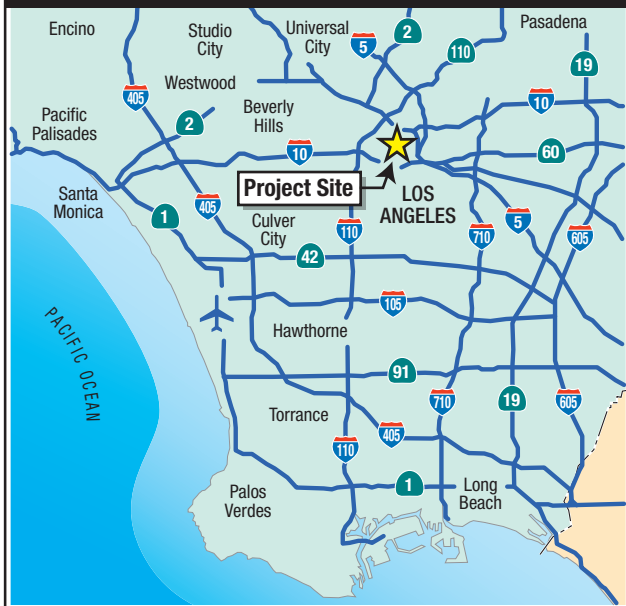 Encino
Studio
City
Universal
City
2
Pasadena
5
110
19
Westwood
405
10
Pacific
Palisades
2
Beverly
Hills
10
60
Project Site
LOS
ANGELES
Santa
Monica
1
405
Culver
City
110
710
5
605
42
105
PACIFIC OCEAN
Hawthorne
91
Torrance
710
19
605
405
110
1
Palos
Verdes
Long
Beach